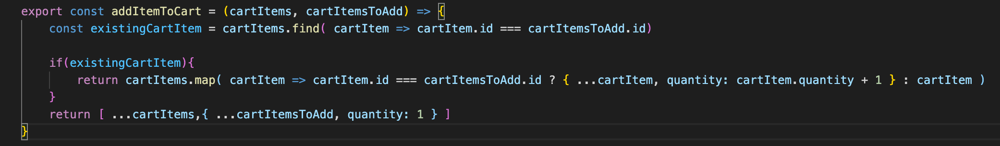 export const addItemToCart = (cartItems, cartItemsToAdd) => {
    const existingCartItem = cartItems.find( cartItem => cartItem.id === cartItemsToAdd.id)

    if(existingCartItem){
        return cartItems.map( cartItem => cartItem.id === cartItemsToAdd.id ? { ...cartItem, quantity: cartItem.quantity + 1 } : cartItem )
    }
    return [ ...cartItems,{ ...cartItemsToAdd, quantity: 1 } ]
}